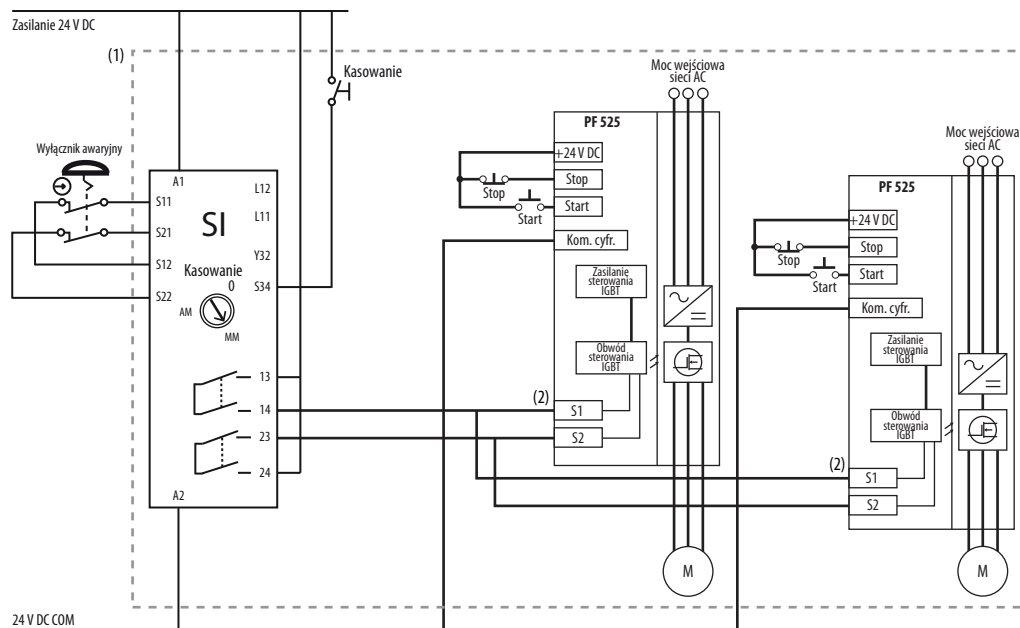 Zasilanie 24 V DC
(1)
Kasowanie
Wyłącznik awaryjny
A1
L12
S11
SI
L11
S21
Y32
S12
Kasowanie
0
S34
S22
AM
MM
13
14
23
24
A2
24 V DC COM
Moc wejściowa
sieci AC
PF 525
+24 V DC
Stop
Stop
Start
Start
Kom. cyfr.
Zasilanie
sterowania
IGBT
Obwód
sterowania
IGBT
(2)
S1
S2
M
Moc wejściowa
sieci AC
PF 525
+24 V DC
Stop
Stop
Start
Start
Kom. cyfr.
Zasilanie
sterowania
IGBT
Obwód
sterowania
IGBT
(2)
S1
S2
M